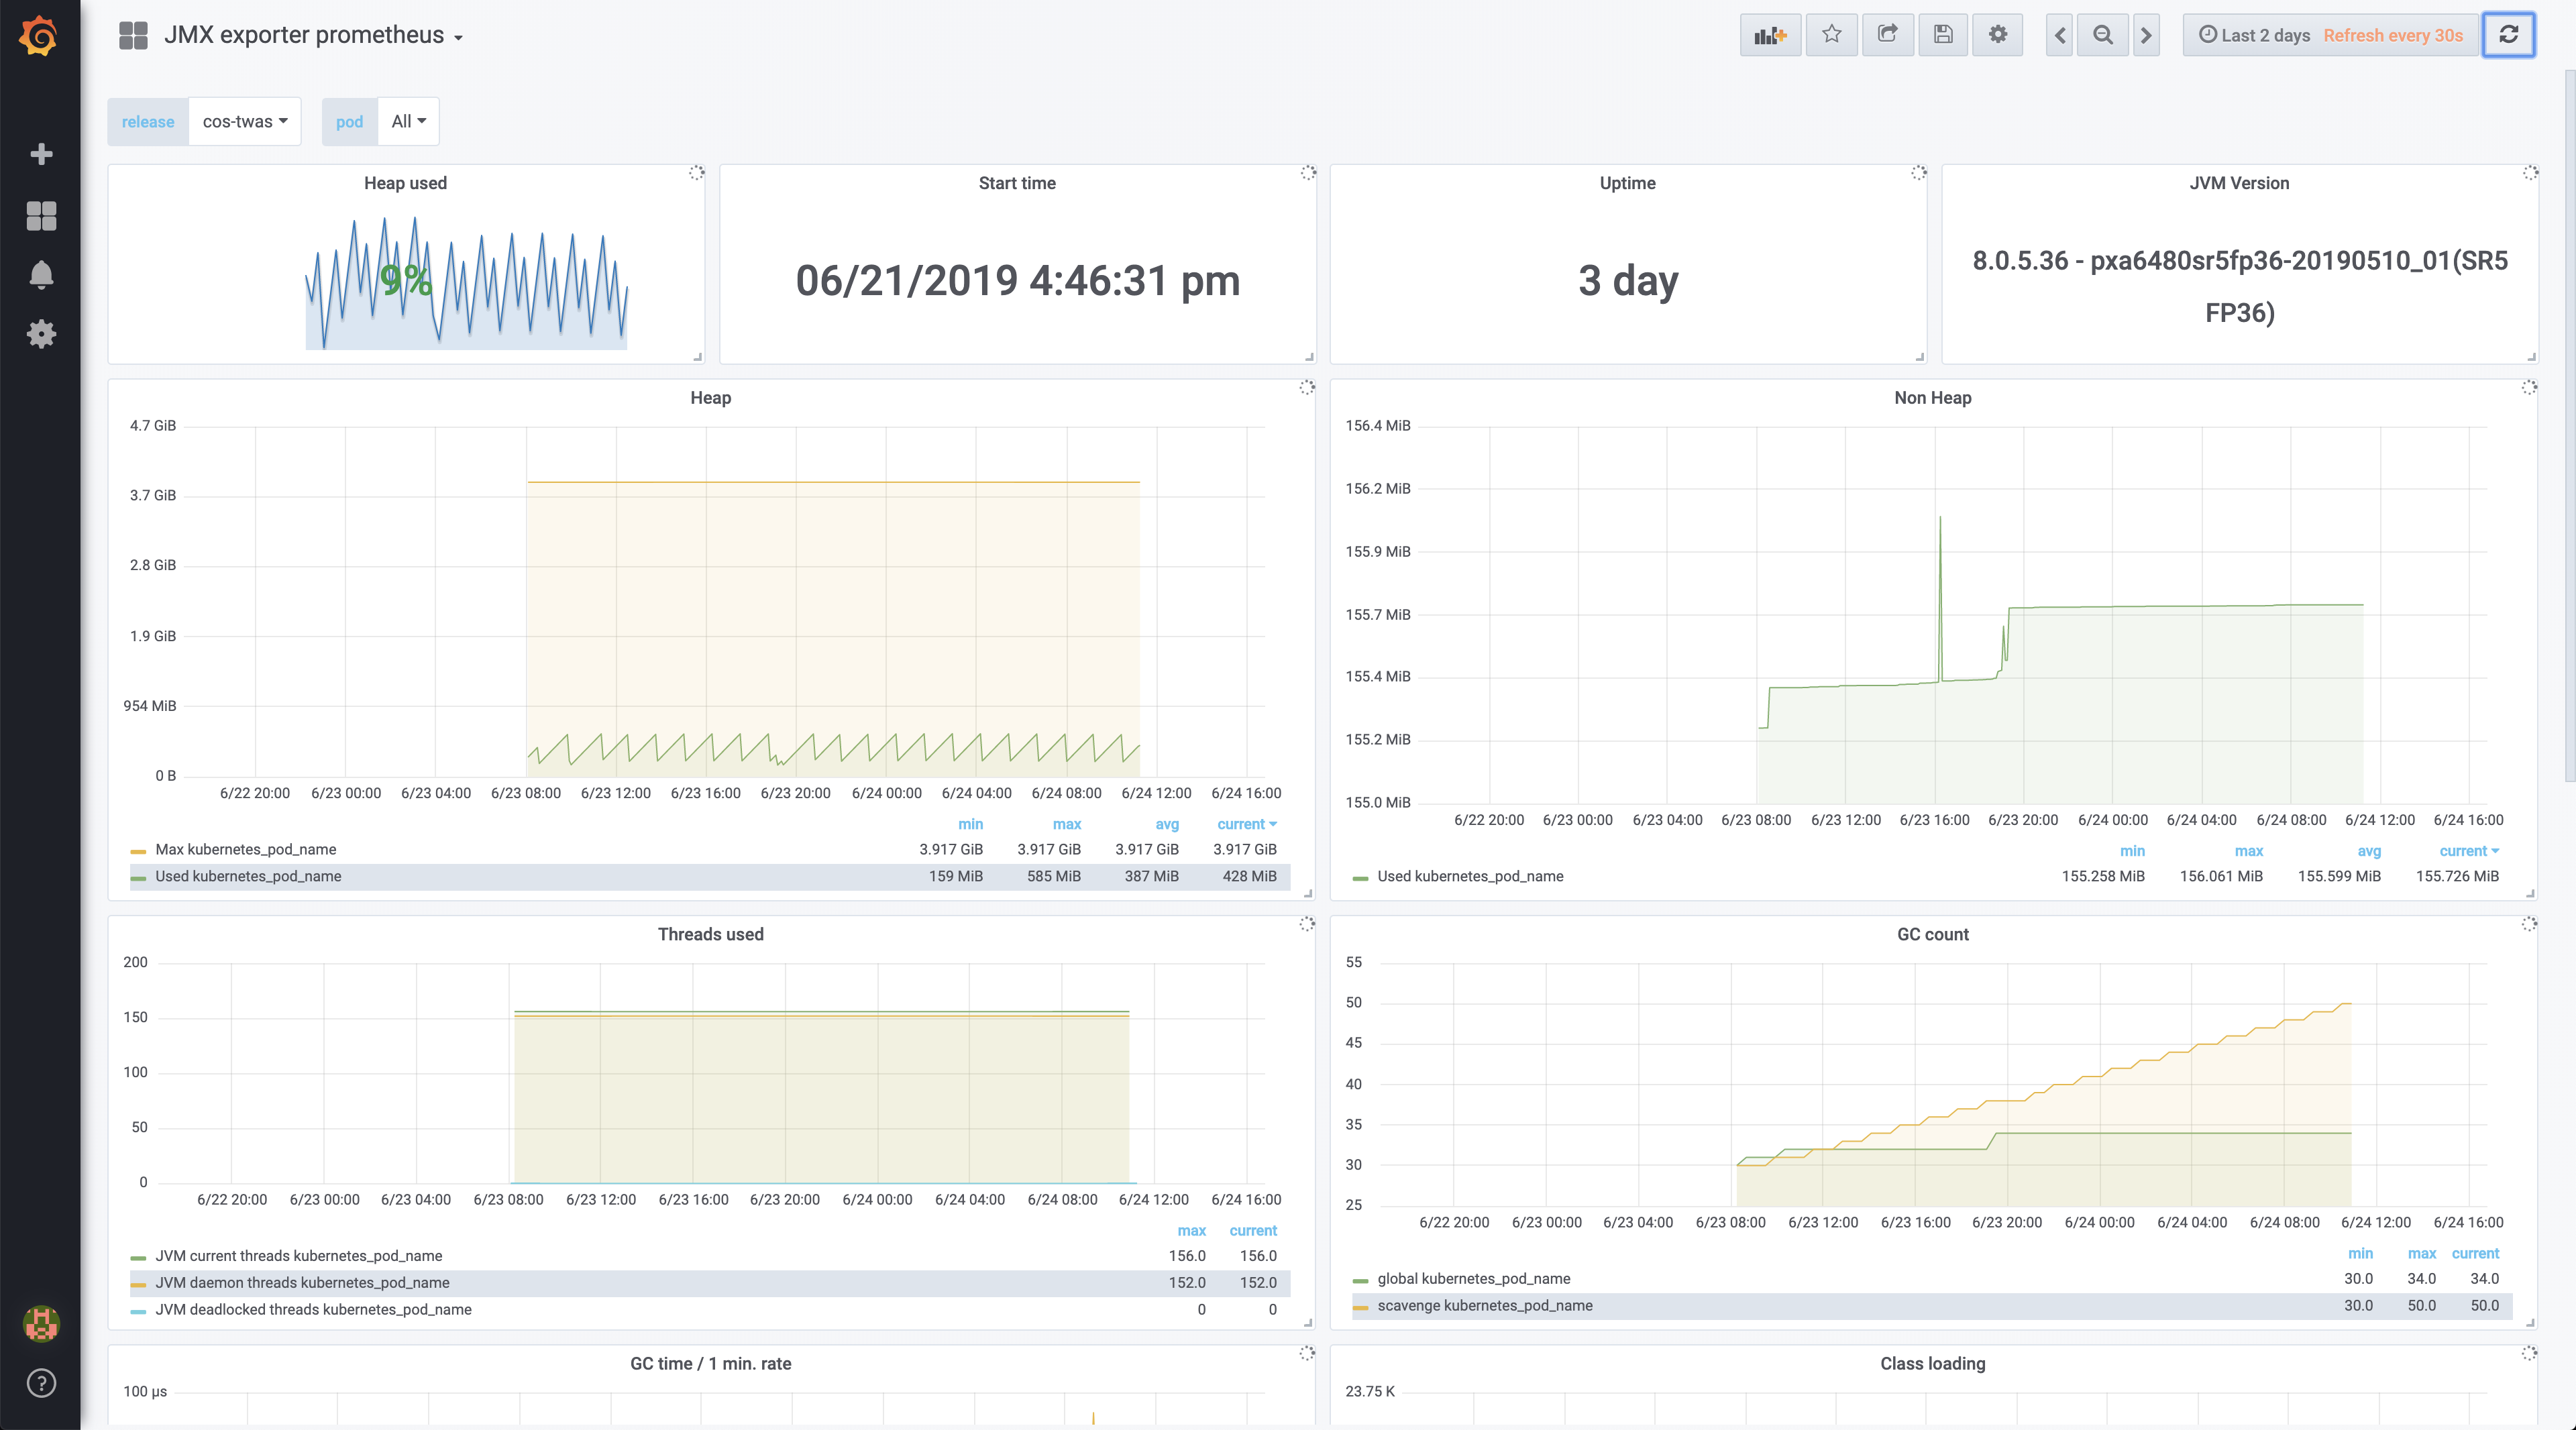 JMX exporter prometheus
Last 2 days Refresh every 30s
release cos-twas pod All
Heap used
9%
Start time
06/21/2019 4:46:31 pm
Uptime
3 day
JVM Version
8.0.5.36 - pxa6480sr5fp36-20190510_01(SR5
FP36)
Heap
4.7 GiB
3.7 GiB
2.8 GiB
1.9 GiB
954 MiB
0 B
6/22 20:00 6/23 00:00 6/23 04:00 6/23 08:00 6/23 12:00 6/23 16:00 6/23 20:00 6/24 00:00 6/24 04:00 6/24 08:00 6/24 12:00 6/24 16:00
min max avg current
Max kubernetes_pod_name 3.917 GiB 3.917 GiB 3.917 GiB 3.917 GiB
Used kubernetes_pod_name 159 MiB 585 MiB 387 MiB 428 MiB
Non Heap
156.4 MiB
156.2 MiB
155.9 MiB
155.7 MiB
155.4 MiB
155.2 MiB
155.0 MiB
6/22 20:00 6/23 00:00 6/23 04:00 6/23 08:00 6/23 12:00 6/23 16:00 6/23 20:00 6/24 00:00 6/24 04:00 6/24 08:00 6/24 12:00 6/24 16:00
min max avg current
Used kubernetes_pod_name 155.258 MiB 156.061 MiB 155.599 MiB 155.726 MiB
Threads used
200
150
100
50
0
6/22 20:00 6/23 00:00 6/23 04:00 6/23 08:00 6/23 12:00 6/23 16:00 6/23 20:00 6/24 00:00 6/24 04:00 6/24 08:00 6/24 12:00 6/24 16:00
max current
JVM current threads kubernetes_pod_name 156.0 156.0
JVM daemon threads kubernetes_pod_name 152.0 152.0
JVM deadlocked threads kubernetes_pod_name 0 0
GC count
55
50
45
40
35
30
25
6/22 20:00 6/23 00:00 6/23 04:00 6/23 08:00 6/23 12:00 6/23 16:00 6/23 20:00 6/24 00:00 6/24 04:00 6/24 08:00 6/24 12:00 6/24 16:00
min max current
global kubernetes_pod_name 30.0 34.0 34.0
scavenge kubernetes_pod_name 30.0 50.0 50.0
GC time / 1 min. rate
100 µs
Class loading
23.75 K